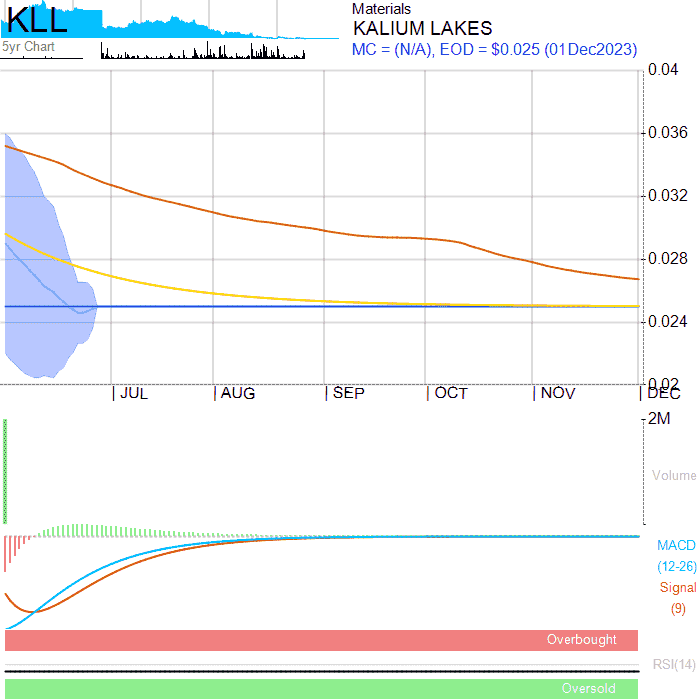 KLL
5yr Chart
Materials
KALIUM LAKES
MC = (N/A), EOD = $0.025 (01Dec2023)
0.04
0.036
0.032
0.028
0.024
0.02
JUL AUG SEP OCT NOV DEC
2M
Volume
MACD
(12-26)
Signal
(9)
Overbought
RSI(14)
Oversold